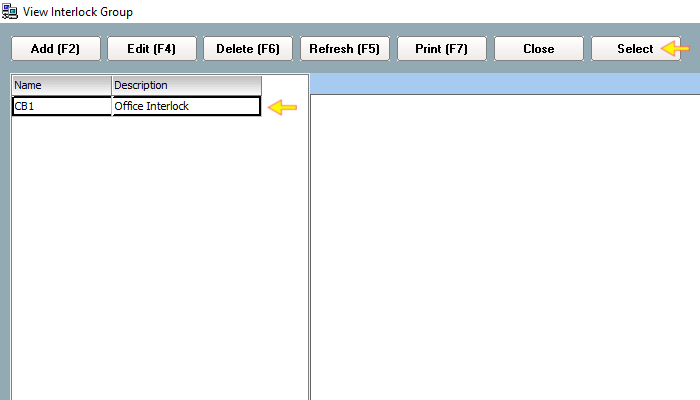 View Interlock Group
Add (F2) Edit (F4) Delete (F6) Refresh (F5) Print (F7) Close Select
Name Description
CB1 Office Interlock